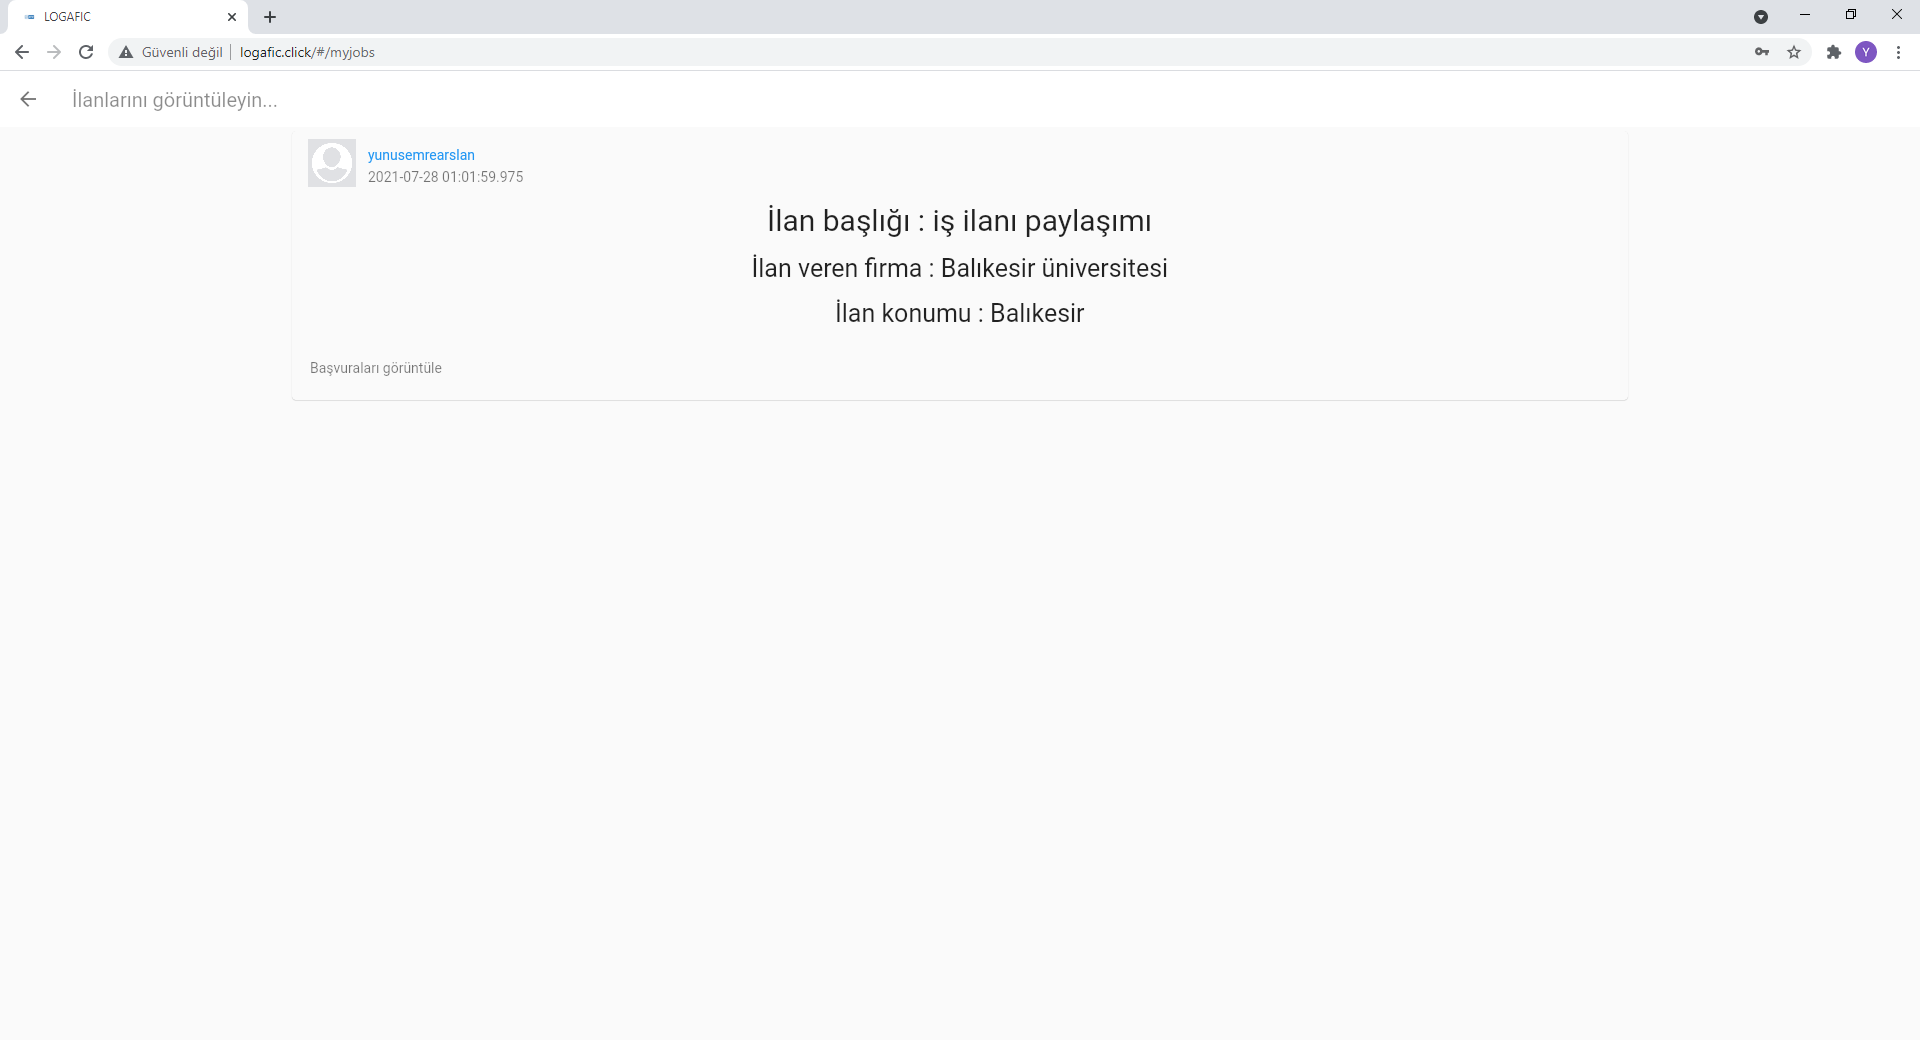 LOGAFIC
Güvenli değil
logafic.click/#/myjobs
Y
İlanlarını görüntüleyin...
yunusemrearslan
2021-07-28 01:01:59.975
İlan başlığı : iş ilanı paylaşımı
İlan veren firma : Balıkesir üniversitesi
İlan konumu : Balıkesir
Başvuraları görüntüle